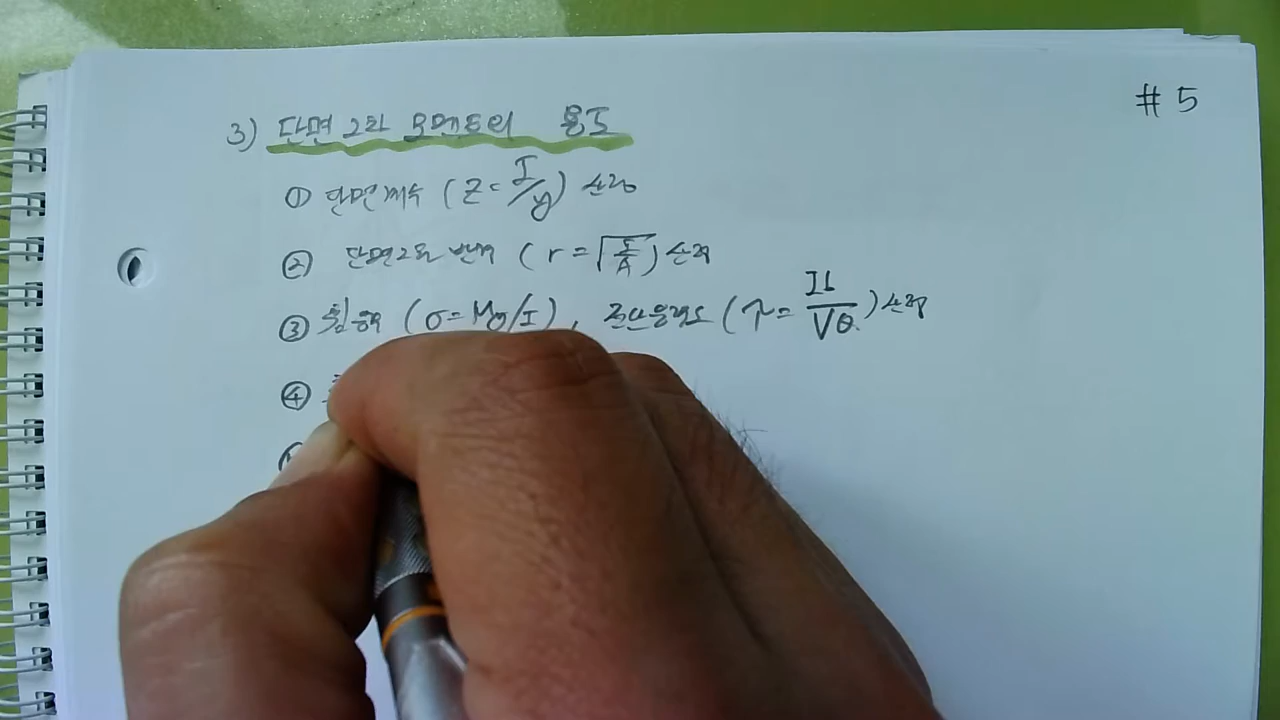 # 5
3) 단면 2차 모멘트의 용도
① 단면계수 ( Z = I/y ) 산정
② 단면2차 반경 ( r = √I/A ) 산정
③ 휨응력 ( σ = My/I ) , 전단응력도 ( τ = Ib/VQ ) 산정
④